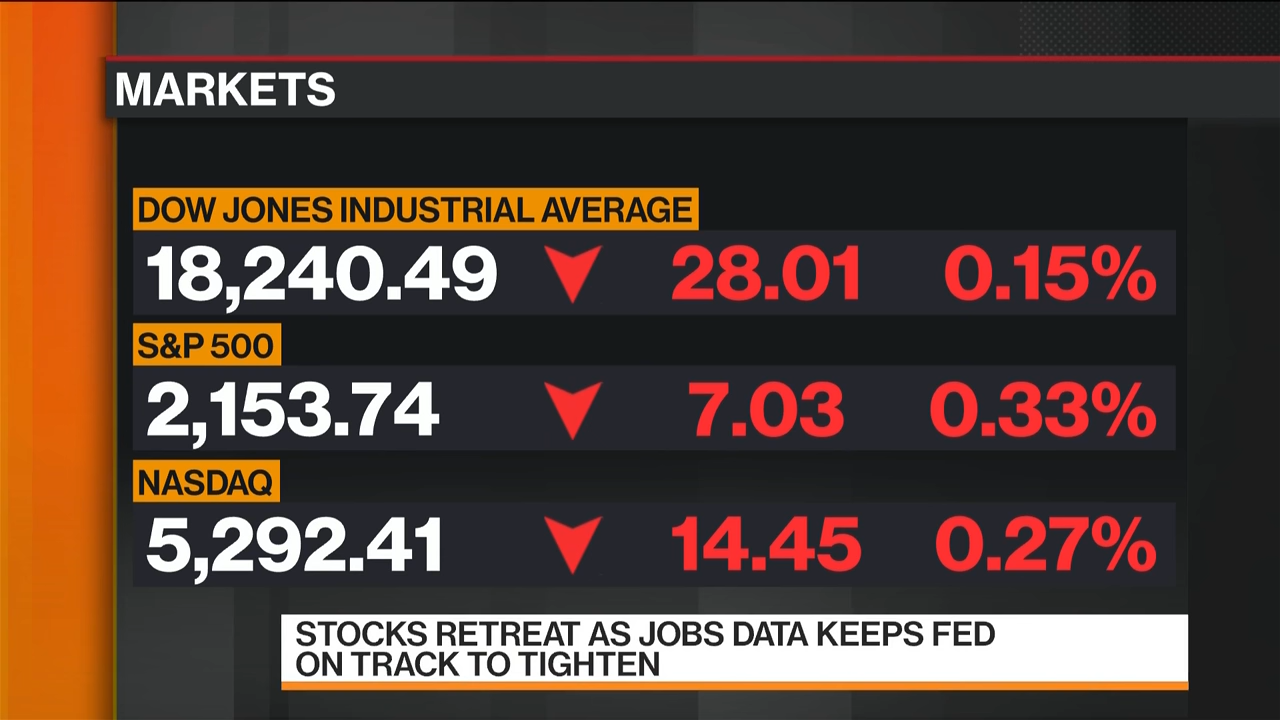 MARKETS
DOW JONES INDUSTRIAL AVERAGE
18,240.49 28.01 0.15%
S&P 500
2,153.74 7.03 0.33%
NASDAQ
5,292.41 14.45 0.27%
STOCKS RETREAT AS JOBS DATA KEEPS FED
ON TRACK TO TIGHTEN